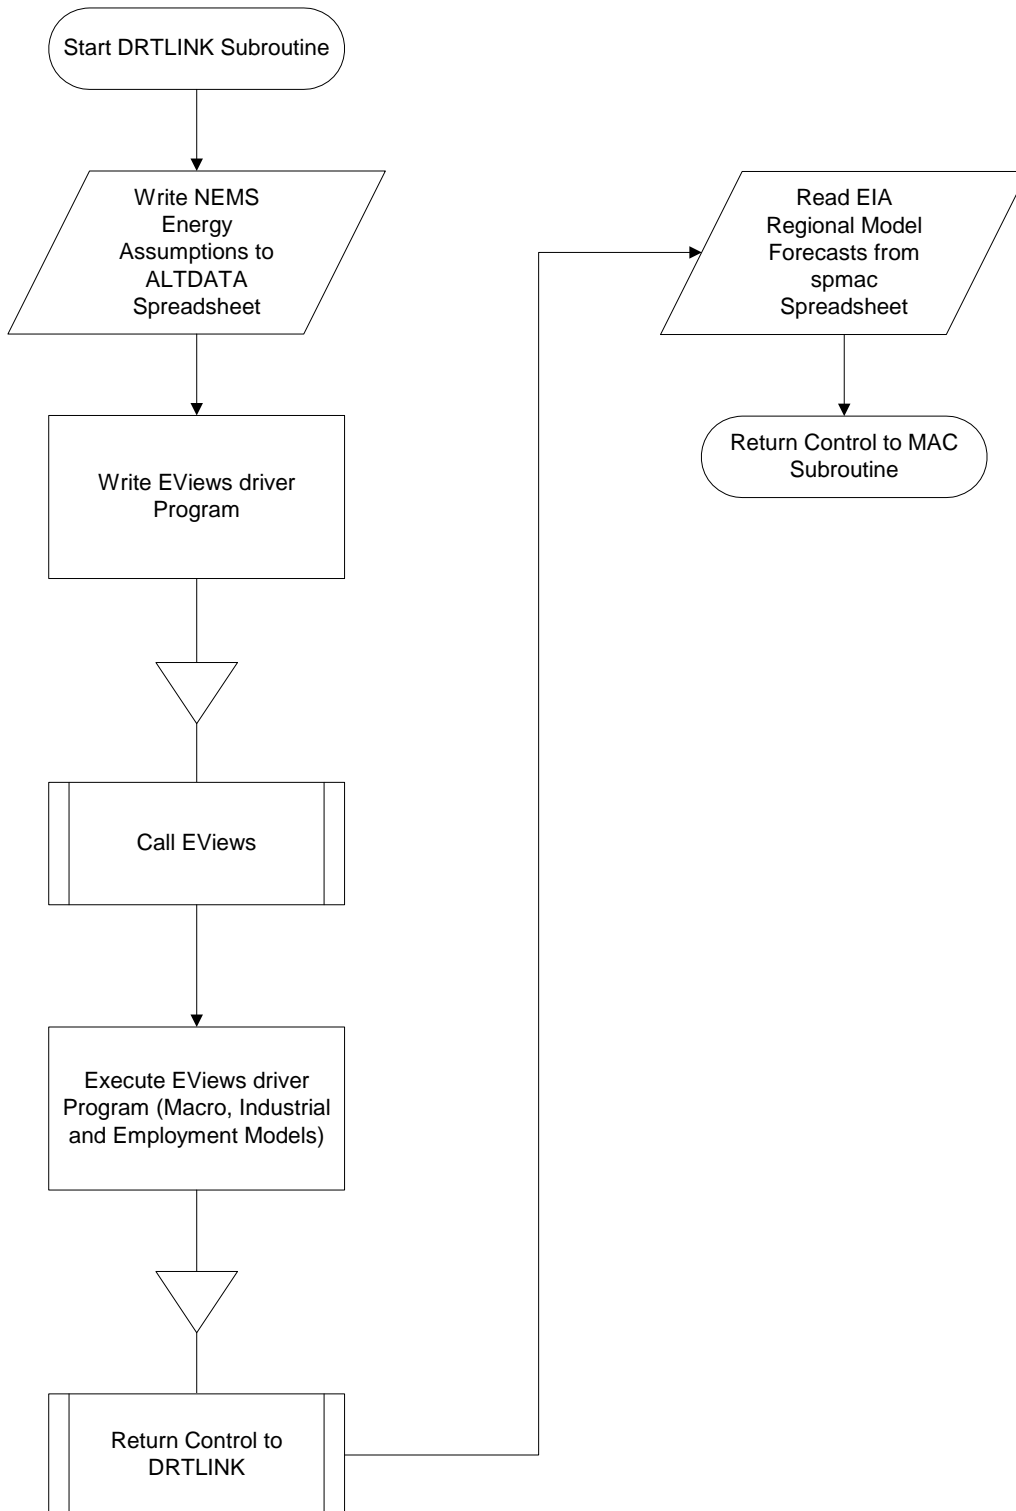 Start DRTLINK Subroutine
Write NEMS
Energy
Assumptions to
ALTDATA
Spreadsheet
Write EViews driver
Program
Call EViews
Execute EViews driver
Program (Macro, Industrial
and Employment Models)
Return Control to
DRTLINK
Read EIA
Regional Model
Forecasts from
spmac
Spreadsheet
Return Control to MAC
Subroutine